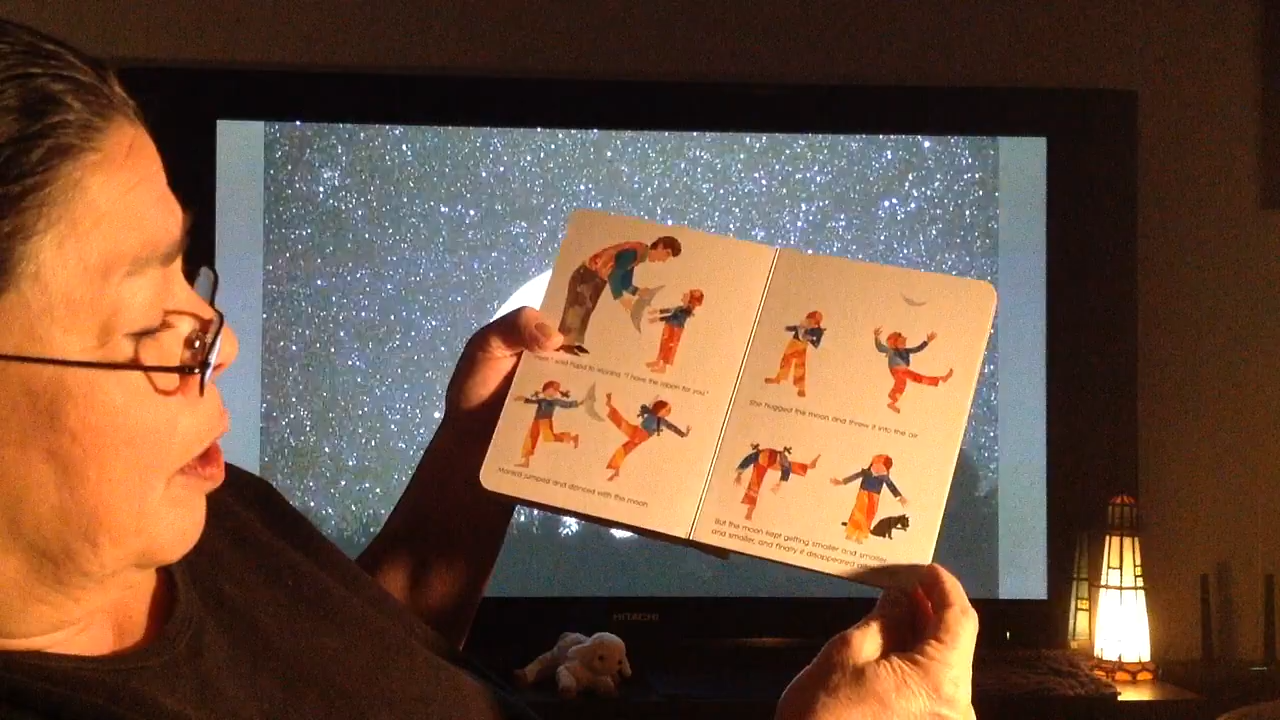 said Papa to Monica. "I have the moon for you."
Monica jumped and danced with the moon.
She hugged the moon and threw it into the air.
But the moon kept getting smaller and smaller
and smaller, and finally it disappeared
HITACHI